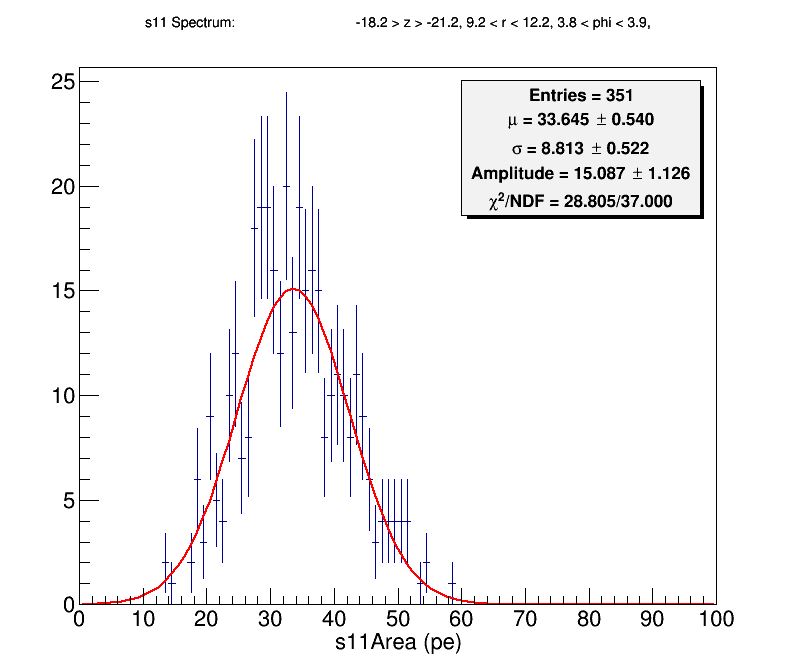 s11 Spectrum: -18.2 > z > -21.2, 9.2 < r < 12.2, 3.8 < phi < 3.9,
Entries = 351
μ = 33.645 ± 0.540
σ = 8.813 ± 0.522
Amplitude = 15.087 ± 1.126
χ²/NDF = 28.805/37.000
25
20
15
10
5
0
0 10 20 30 40 50 60 70 80 90 100
s11Area (pe)